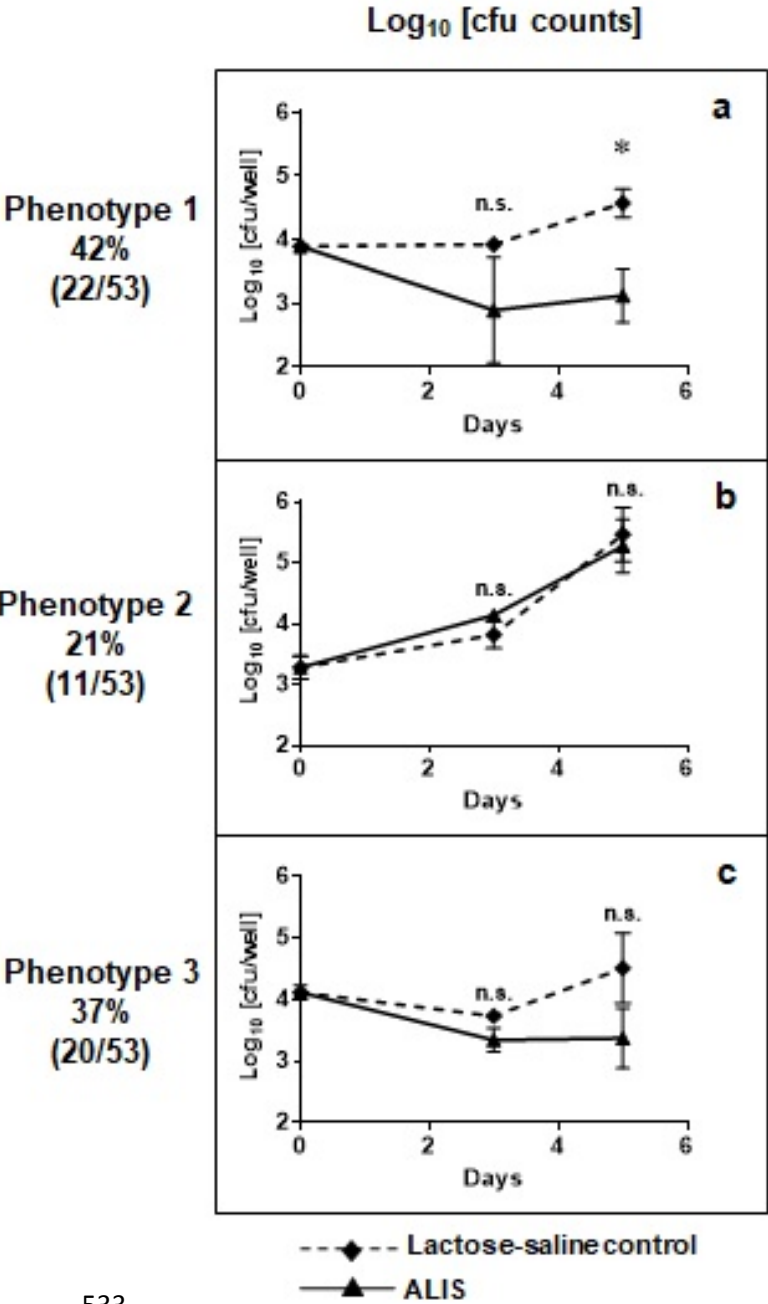 Log₁₀ [cfu counts]
a
6
5
4
3
2
Log₁₀ [cfu/well]
n.s.
*
0 2 4 6
Days
Phenotype 1
42%
(22/53)
b
6
5
4
3
2
Log₁₀ [cfu/well]
n.s.
n.s.
0 2 4 6
Days
Phenotype 2
21%
(11/53)
c
6
5
4
3
2
Log₁₀ [cfu/well]
n.s.
n.s.
0 2 4 6
Days
Phenotype 3
37%
(20/53)
Lactose-saline control
ALIS